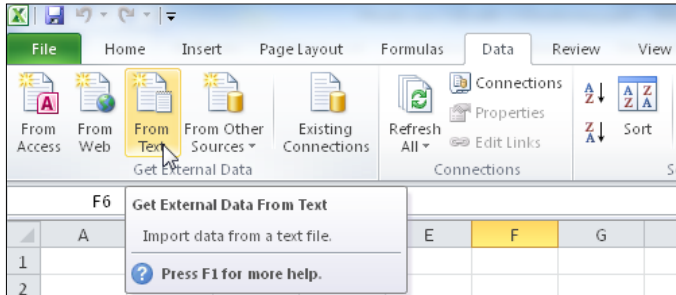 File Home Insert Page Layout Formulas Data Review View
From Access
From Web
From Text
From Other Sources
Existing Connections
Get External Data
Refresh All
Connections
Properties
Edit Links
Connections
A
Z
Z
A
A Z
Z A
Sort
S
F6
Get External Data From Text
Import data from a text file.
Press F1 for more help.
A E F G
1
2